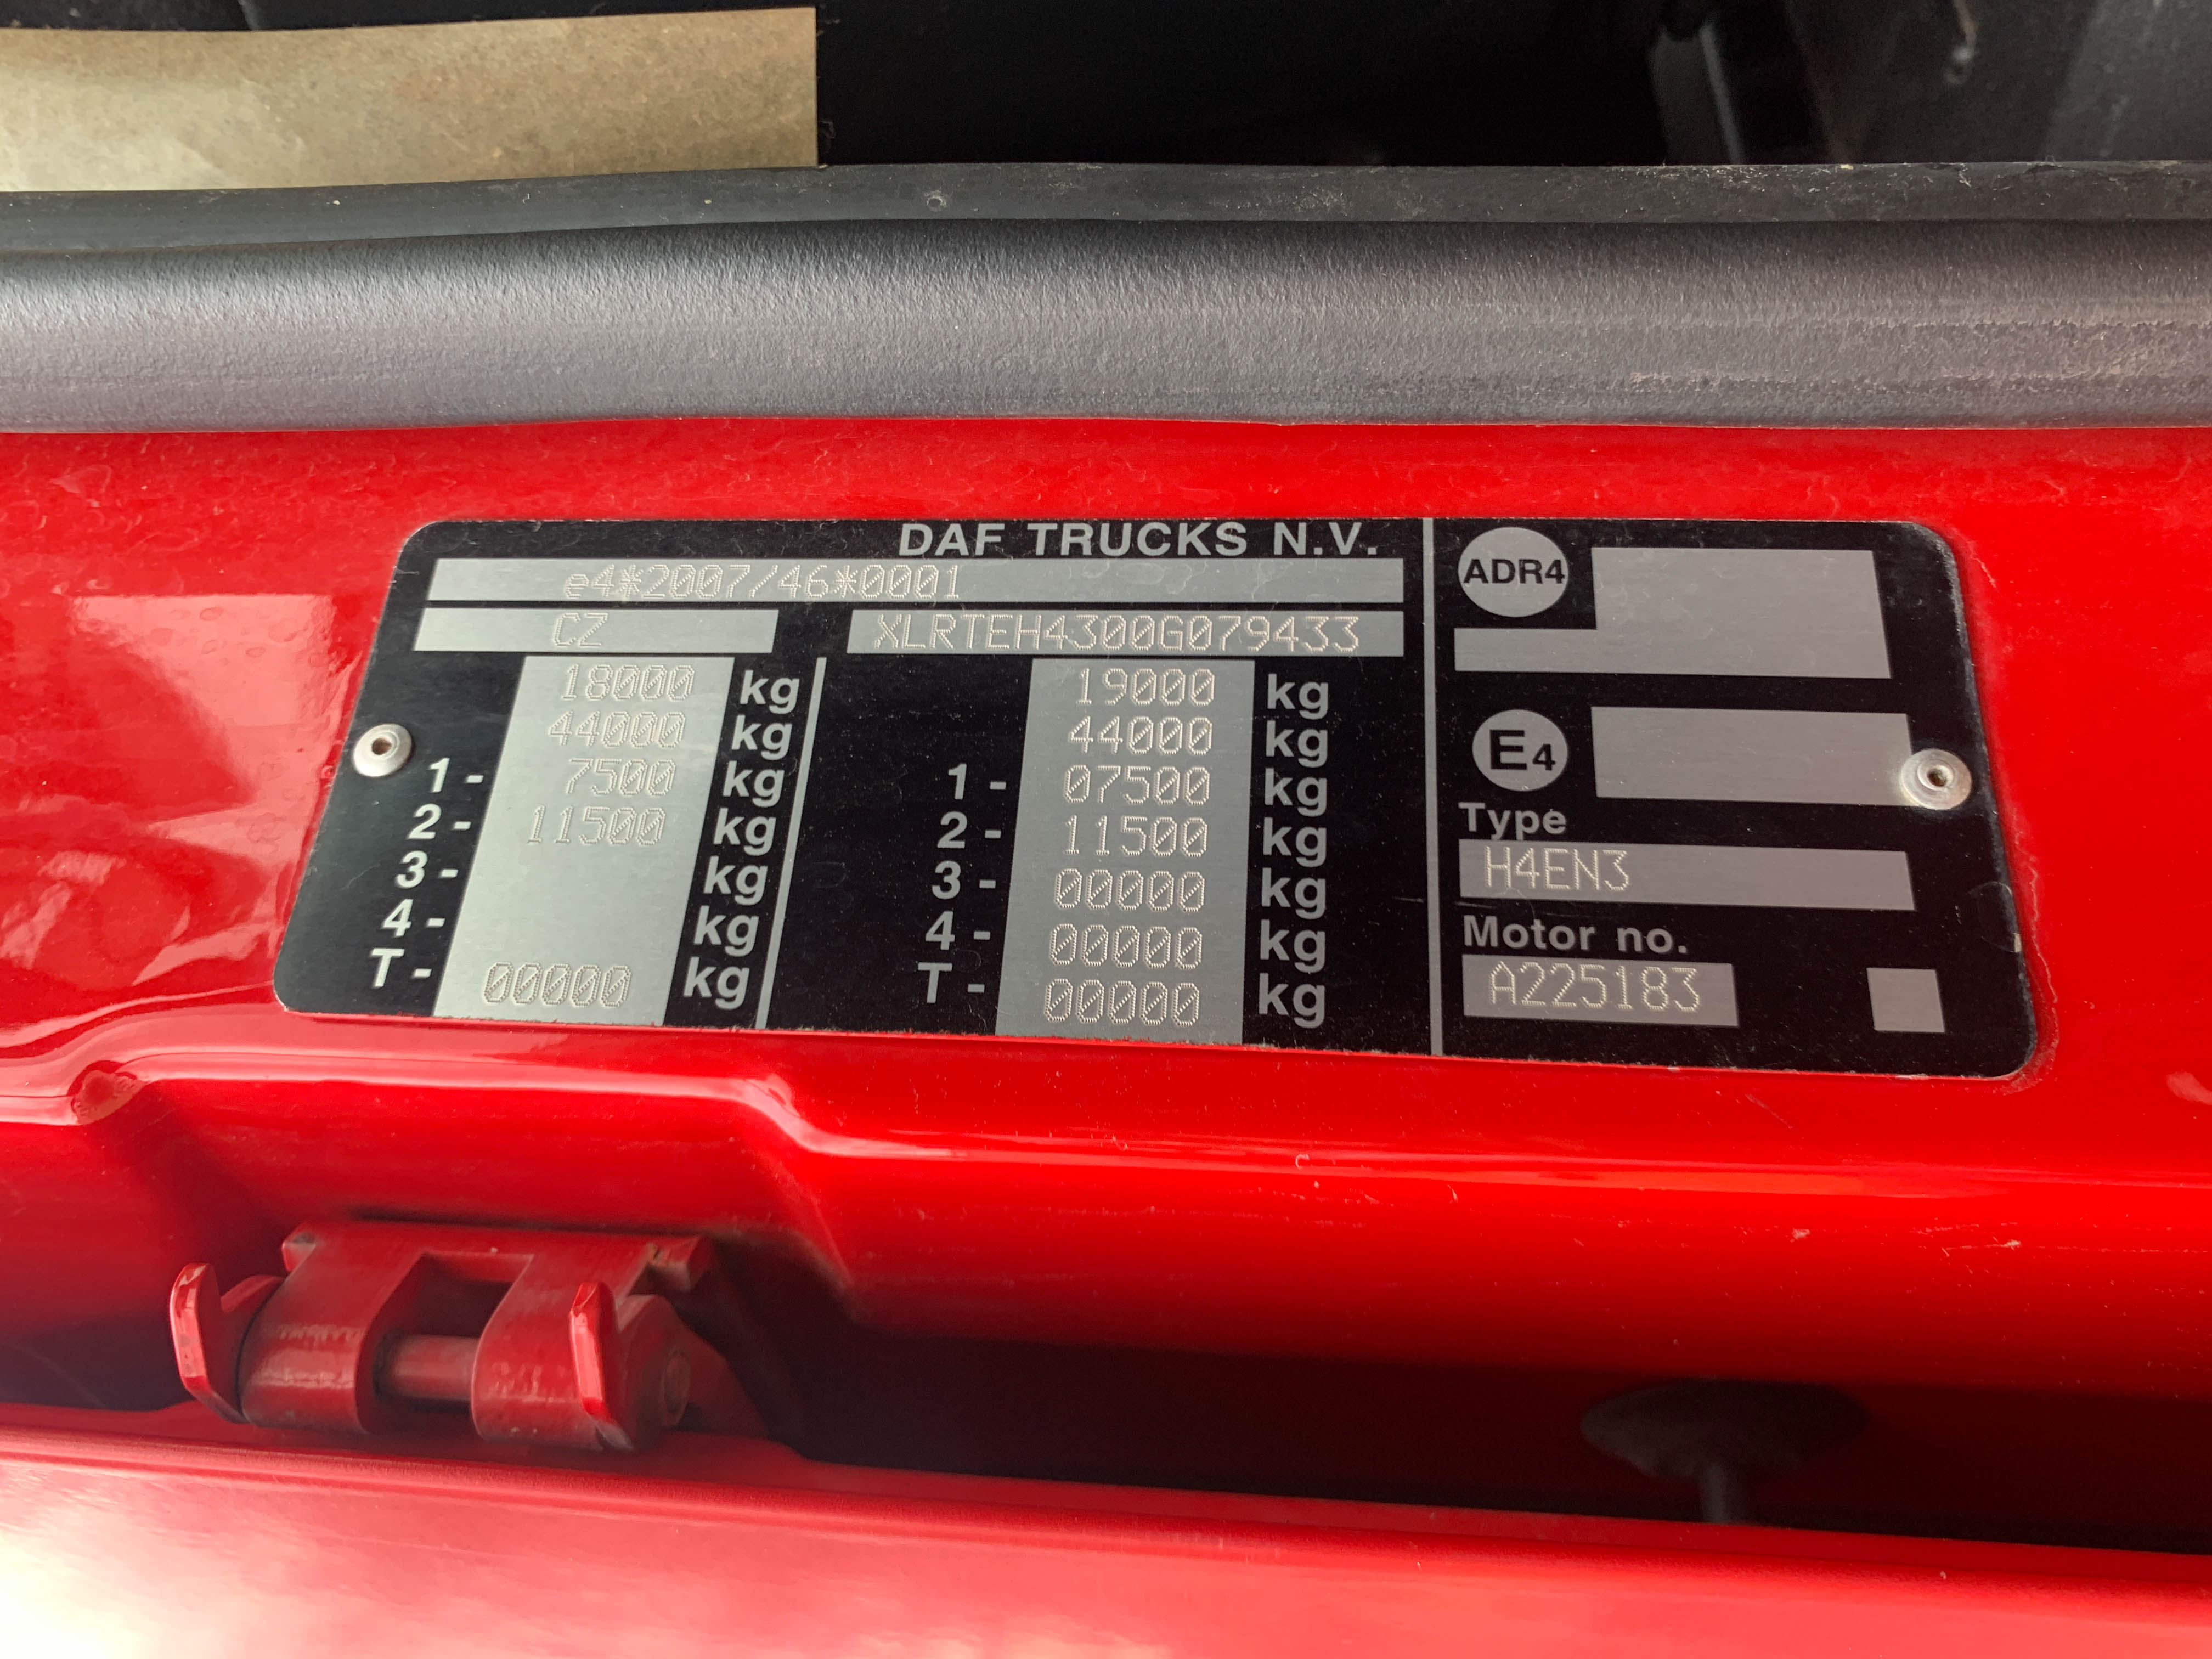 DAF TRUCKS N.V.
e4*2007/46*0001
CZ XLRTEH4300G079433
18000 kg 19000 kg
44000 kg 44000 kg
1- 7500 kg 1- 07500 kg
2- 11500 kg 2- 11500 kg
3- kg 3- 00000 kg
4- kg 4- 00000 kg
T- 00000 kg T- 00000 kg
ADR4
E4
Type
H4EN3
Motor no.
A225183